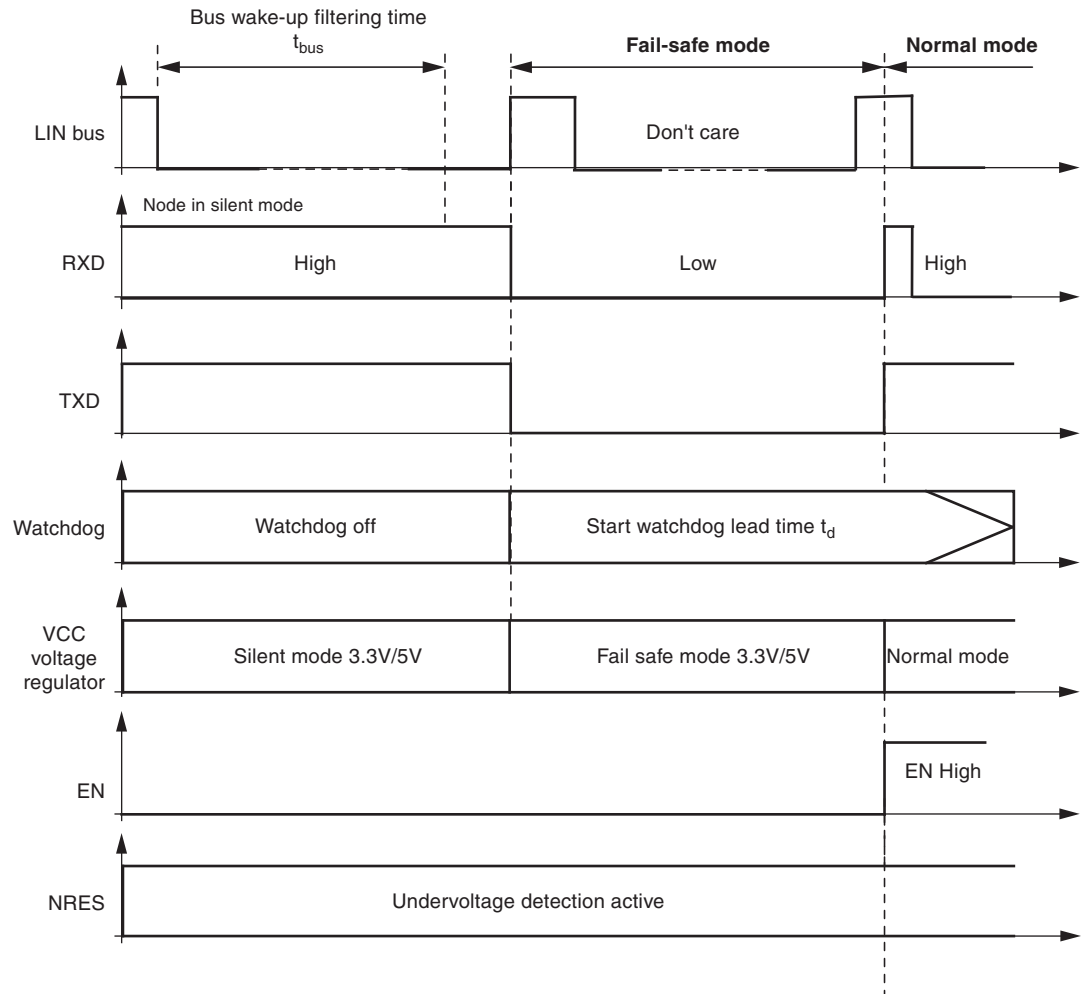 Bus wake-up filtering time
tbus
Fail-safe mode
Normal mode
LIN bus
Don't care
Node in silent mode
RXD
High
Low
High
TXD
Watchdog
Watchdog off
Start watchdog lead time td
VCC
voltage
regulator
Silent mode 3.3V/5V
Fail safe mode 3.3V/5V
Normal mode
EN
EN High
NRES
Undervoltage detection active